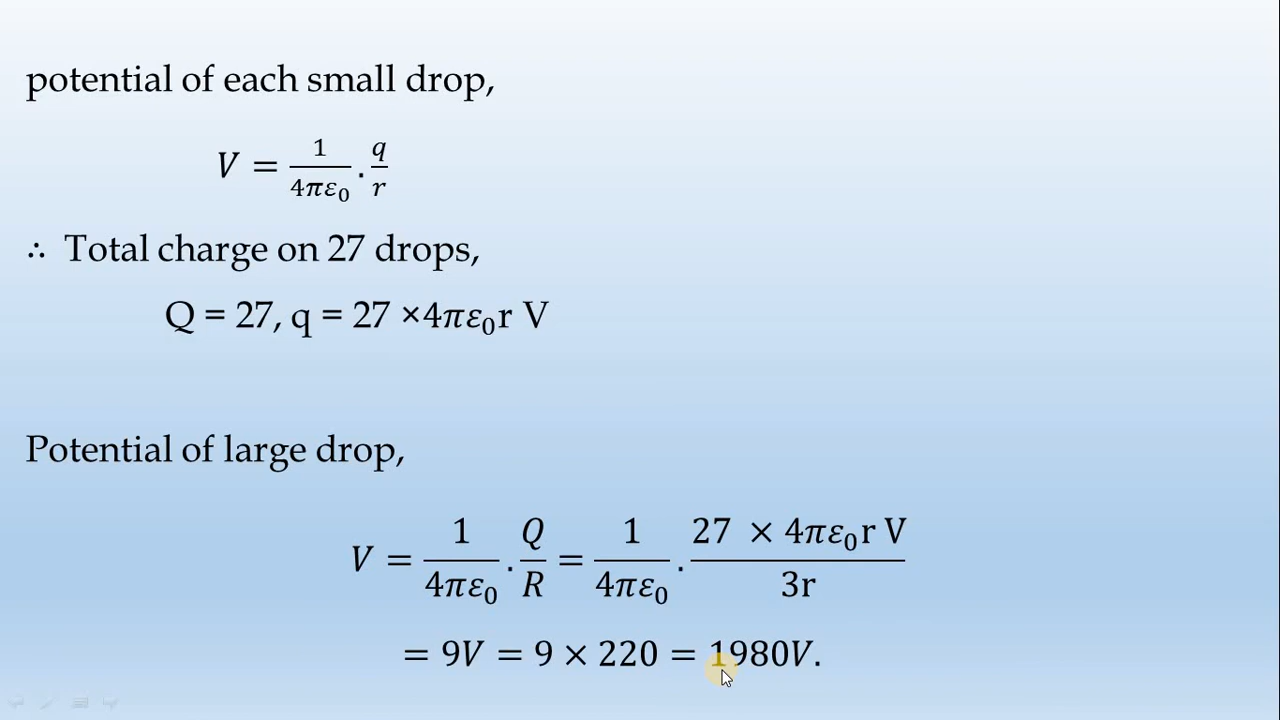 potential of each small drop,
V = 1/4πε₀ . q/r
∴ Total charge on 27 drops,
Q = 27, q = 27 ×4πε₀r V
Potential of large drop,
V = 1/4πε₀ . Q/R = 1/4πε₀ . 27 × 4πε₀r V/3r
= 9V = 9 × 220 = 1980V.